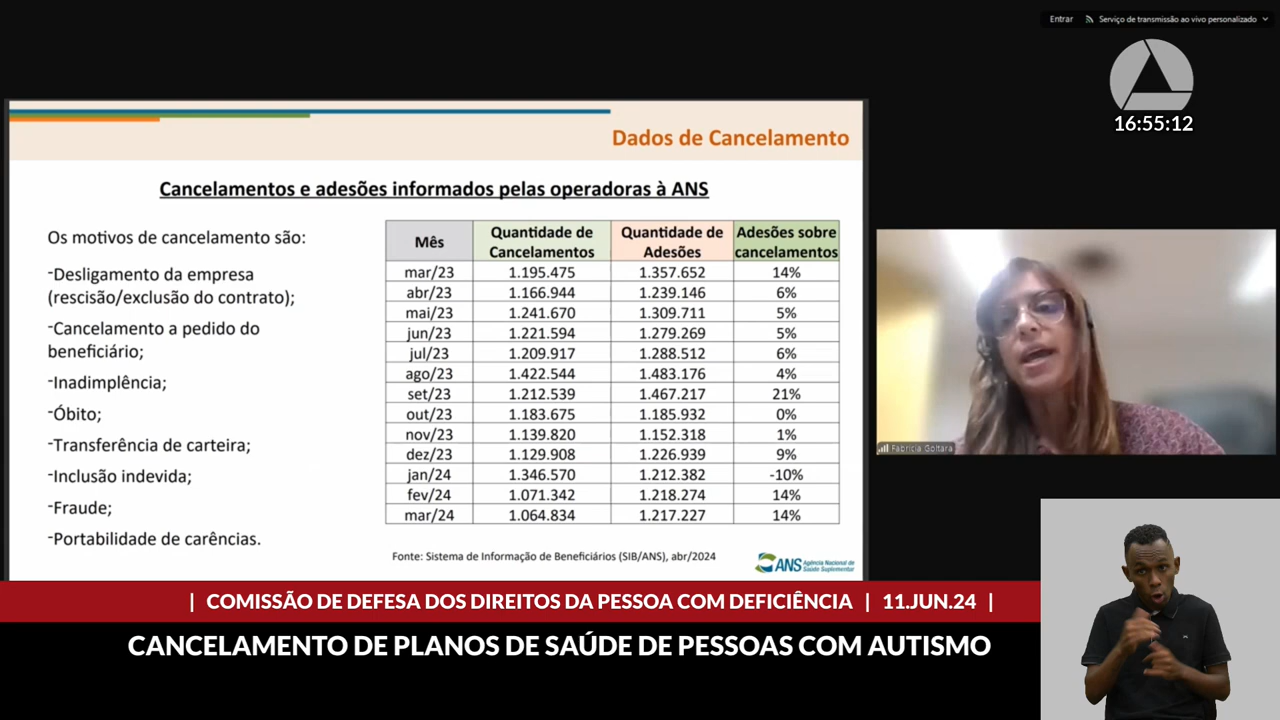 Entrar Serviço de transmissão ao vivo personalizado
16:55:12
Dados de Cancelamento
Cancelamentos e adesões informados pelas operadoras à ANS
Os motivos de cancelamento são:
-Desligamento da empresa
(rescisão/exclusão do contrato);
-Cancelamento a pedido do
beneficiário;
-Inadimplência;
-Óbito;
-Transferência de carteira;
-Inclusão indevida;
-Fraude;
-Portabilidade de carências.
Mês Quantidade de Cancelamentos Quantidade de Adesões Adesões sobre cancelamentos
mar/23 1.195.475 1.357.652 14%
abr/23 1.166.944 1.239.146 6%
mai/23 1.241.670 1.309.711 5%
jun/23 1.221.594 1.279.269 5%
jul/23 1.209.917 1.288.512 6%
ago/23 1.422.544 1.483.176 4%
set/23 1.212.539 1.467.217 21%
out/23 1.183.675 1.185.932 0%
nov/23 1.139.820 1.152.318 1%
dez/23 1.129.908 1.226.939 9%
jan/24 1.346.570 1.212.382 -10%
fev/24 1.071.342 1.218.274 14%
mar/24 1.064.834 1.217.227 14%
Fonte: Sistema de Informação de Beneficiários (SIB/ANS), abr/2024
ANS Agência Nacional de
Saúde Suplementar
Fabricia Goltara
| COMISSÃO DE DEFESA DOS DIREITOS DA PESSOA COM DEFICIÊNCIA | 11.JUN.24 |
CANCELAMENTO DE PLANOS DE SAÚDE DE PESSOAS COM AUTISMO